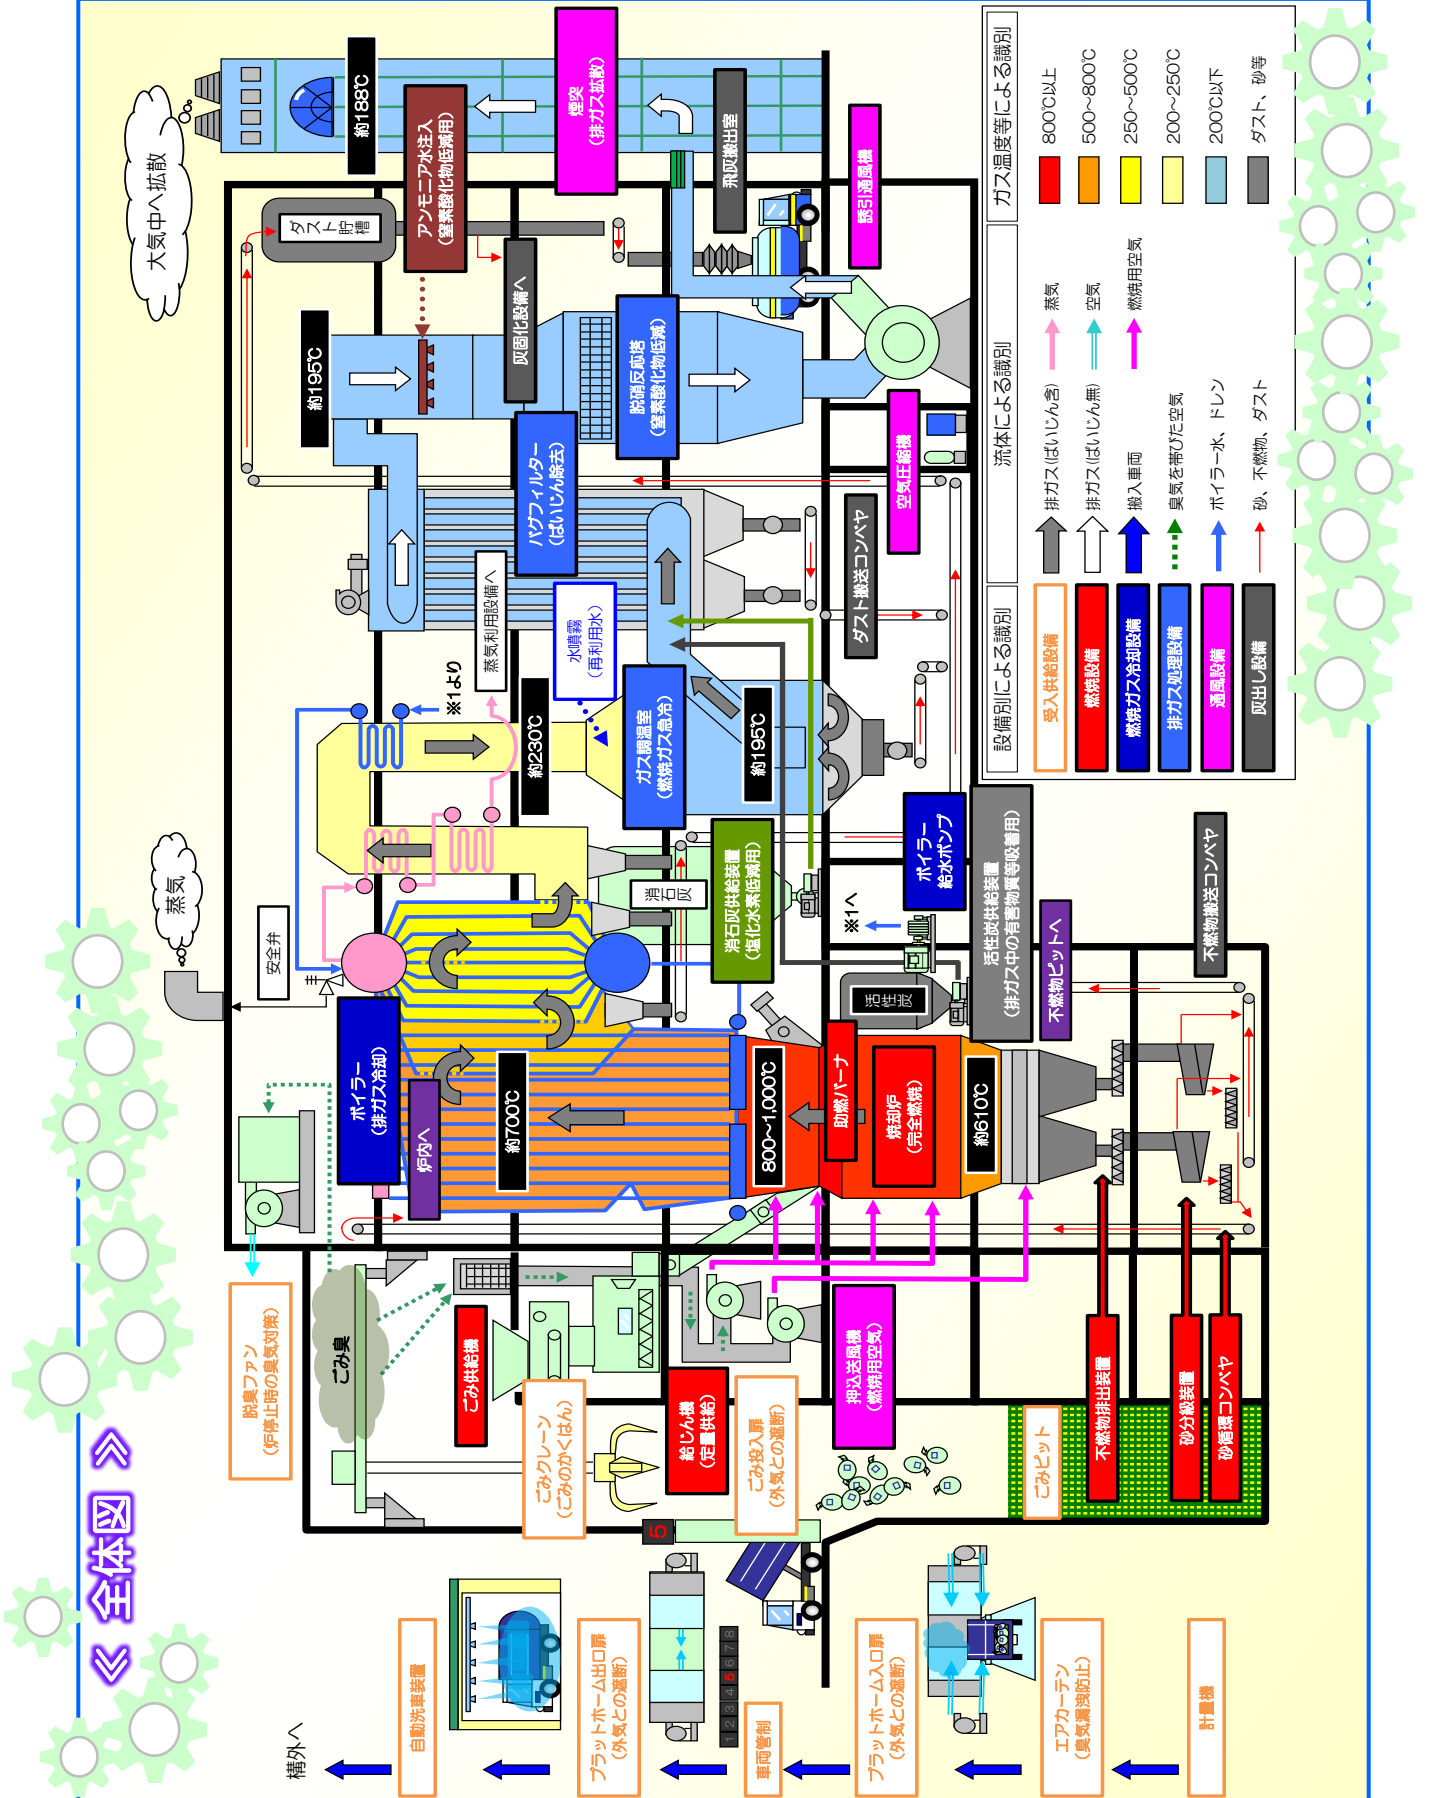 ≪ 全体図 ≫
大気中へ拡散
蒸気
安全弁
約188℃
ダスト貯槽
アンモニア水注入
（窒素酸化物低減用）
煙突
（排ガス拡散）
飛灰搬出室
誘引通風機
約195℃
灰固化設備へ
脱硝反応塔
（窒素酸化物低減）
バグフィルター
（ばいじん除去）
空気圧縮機
ダスト搬送コンベヤ
蒸気利用設備へ
水噴霧
（再利用水）
※1より
約230℃
ガス調温室
（燃焼ガス急冷）
約195℃
消石灰
消石灰供給装置
（塩化水素低減用）
ボイラー
給水ポンプ
※1へ
活性炭
活性炭供給装置
（排ガス中の有害物質等吸着用）
不燃物ピットへ
不燃物搬送コンベヤ
ボイラー
（排ガス冷却）
炉内へ
約700℃
800～1,000℃
助燃バーナ
焼却炉
（完全燃焼）
約610℃
脱臭ファン
（炉停止時の臭気対策）
ごみ臭
ごみ供給機
ごみクレーン
（ごみのかくはん）
給じん機
（定量供給）
ごみ投入扉
（外気との遮断）
押込送風機
（燃焼用空気）
ごみピット
不燃物排出装置
砂分級装置
砂循環コンベヤ
5
構外へ
自動洗車装置
プラットホーム出口扉
（外気との遮断）
1 2 3 4 5 6 7 8
車両管制
プラットホーム入口扉
（外気との遮断）
エアカーテン
（臭気漏洩防止）
計量機
設備別による識別
受入供給設備
燃焼設備
燃焼ガス冷却設備
排ガス処理設備
通風設備
灰出し設備
流体による識別
排ガス(ばいじん含)
排ガス(ばいじん無)
搬入車両
臭気を帯びた空気
ボイラー水、ドレン
砂、不燃物、ダスト
蒸気
空気
燃焼用空気
ガス温度等による識別
800℃以上
500～800℃
250～500℃
200～250℃
200℃以下
ダスト、砂等